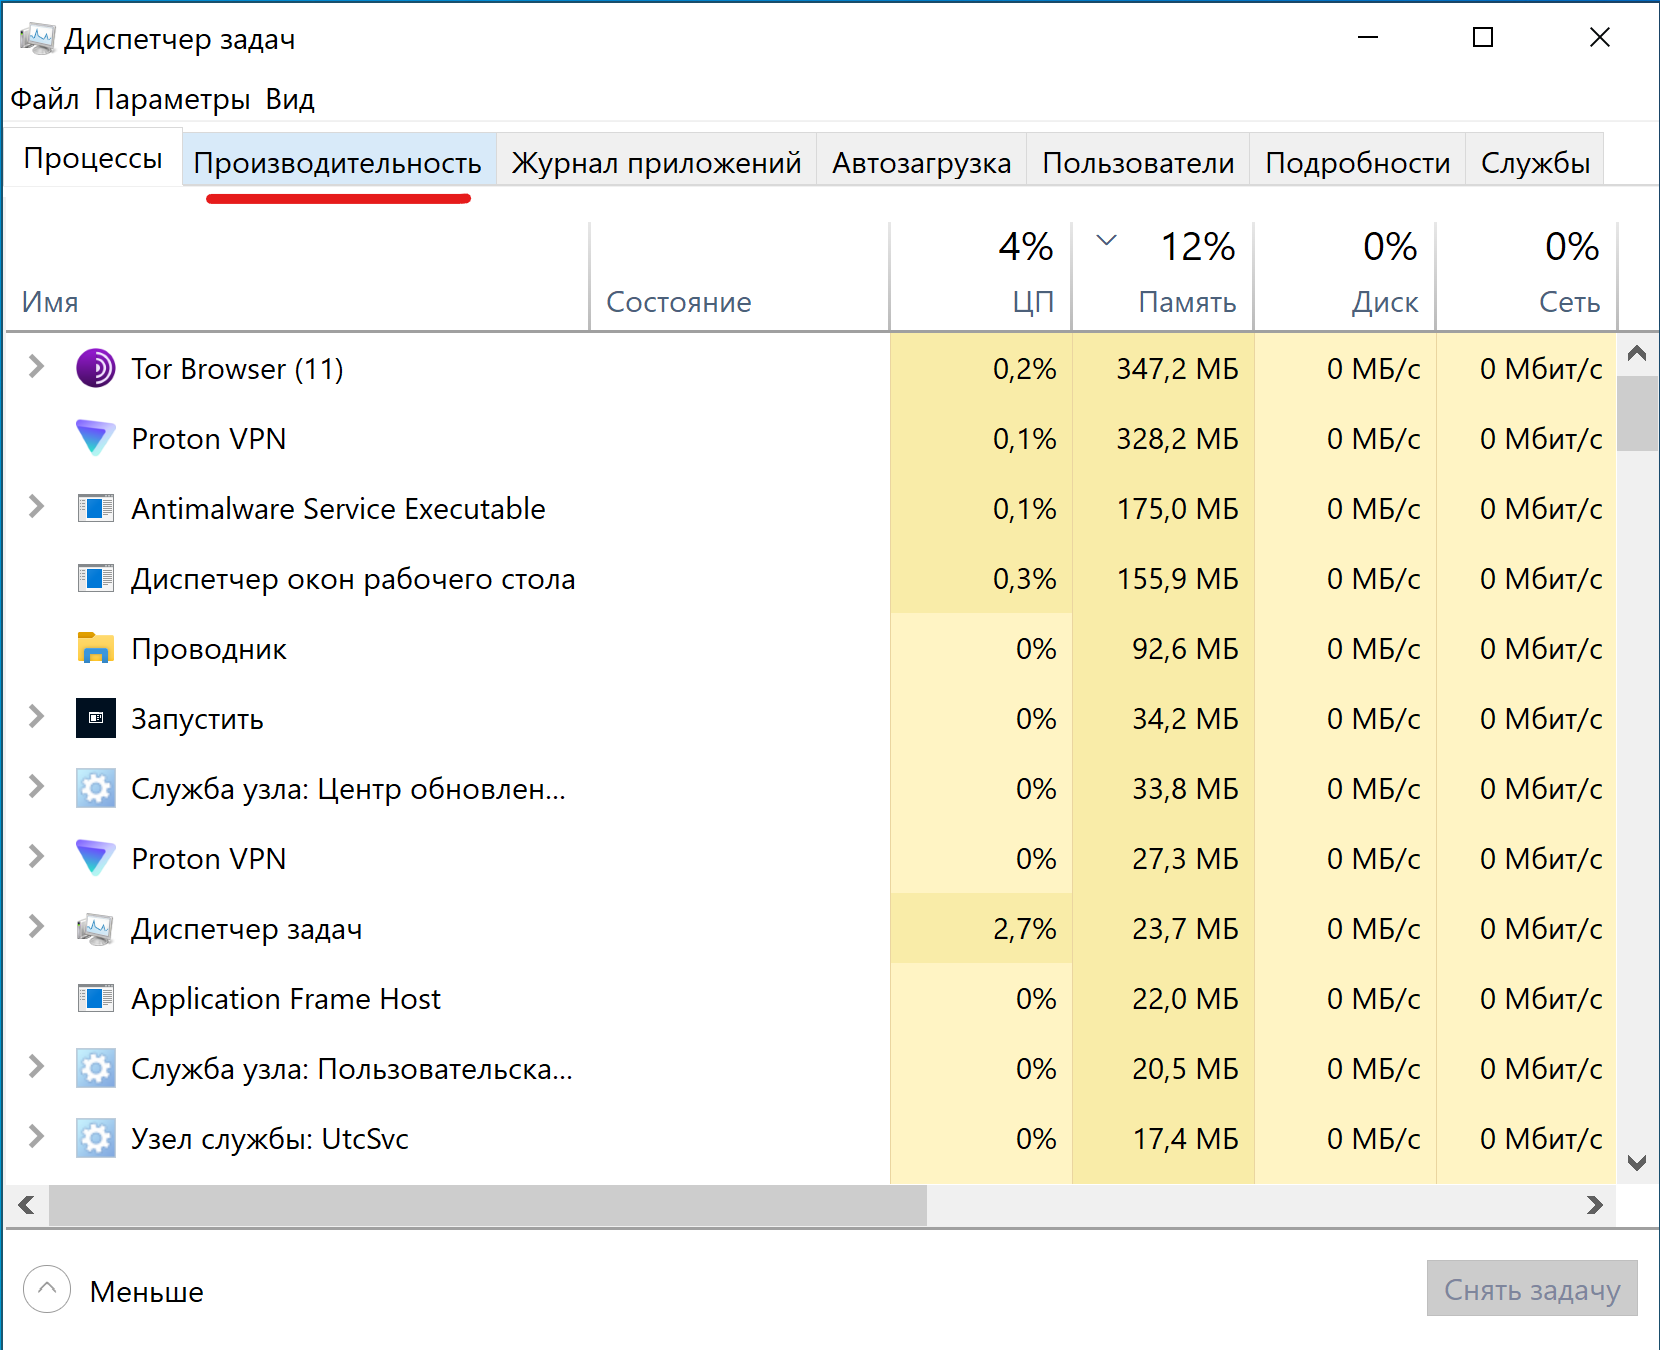 Диспетчер задач
Файл Параметры Вид
Процессы Производительность Журнал приложений Автозагрузка Пользователи Подробности Службы
4% 12% 0% 0%
Имя Состояние ЦП Память Диск Сеть
Tor Browser (11) 0,2% 347,2 МБ 0 МБ/с 0 Мбит/с
Proton VPN 0,1% 328,2 МБ 0 МБ/с 0 Мбит/с
Antimalware Service Executable 0,1% 175,0 МБ 0 МБ/с 0 Мбит/с
Диспетчер окон рабочего стола 0,3% 155,9 МБ 0 МБ/с 0 Мбит/с
Проводник 0% 92,6 МБ 0 МБ/с 0 Мбит/с
Запустить 0% 34,2 МБ 0 МБ/с 0 Мбит/с
Служба узла: Центр обновлен... 0% 33,8 МБ 0 МБ/с 0 Мбит/с
Proton VPN 0% 27,3 МБ 0 МБ/с 0 Мбит/с
Диспетчер задач 2,7% 23,7 МБ 0 МБ/с 0 Мбит/с
Application Frame Host 0% 22,0 МБ 0 МБ/с 0 Мбит/с
Служба узла: Пользовательска... 0% 20,5 МБ 0 МБ/с 0 Мбит/с
Узел службы: UtcSvc 0% 17,4 МБ 0 МБ/с 0 Мбит/с
Меньше Снять задачу